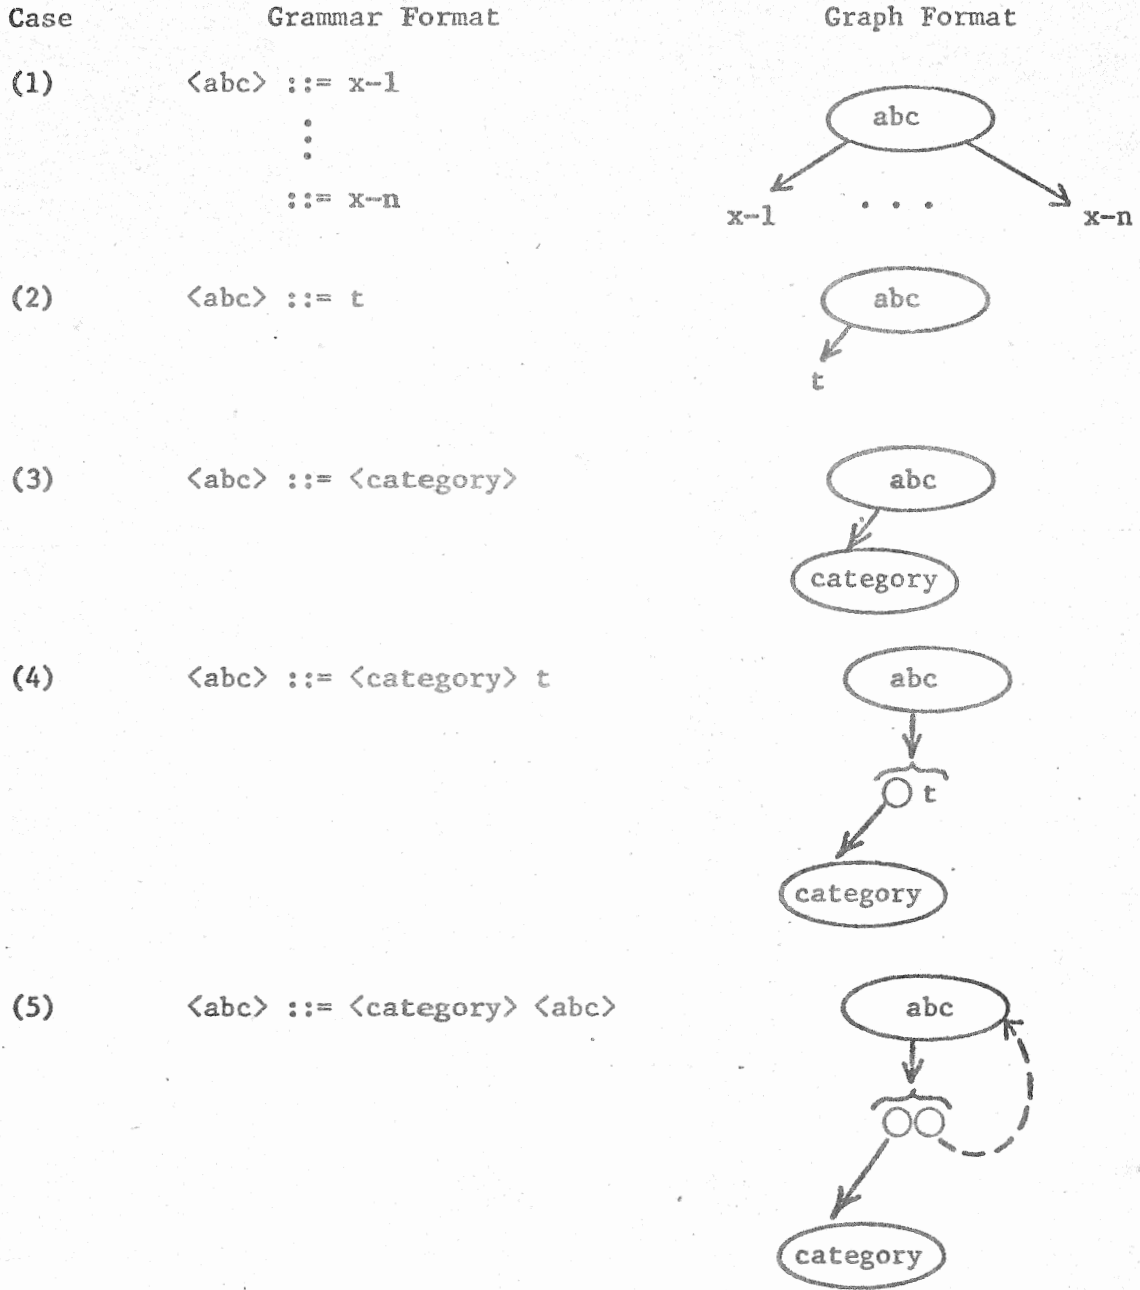 Case Grammar Format Graph Format
(1) <abc> ::= x-1
abc
⋮
::= x-n
x-1 . . . x-n
(2) <abc> ::= t abc
t
(3) <abc> ::= <category> abc
category
(4) <abc> ::= <category> t abc
t
category
(5) <abc> ::= <category> <abc> abc
category